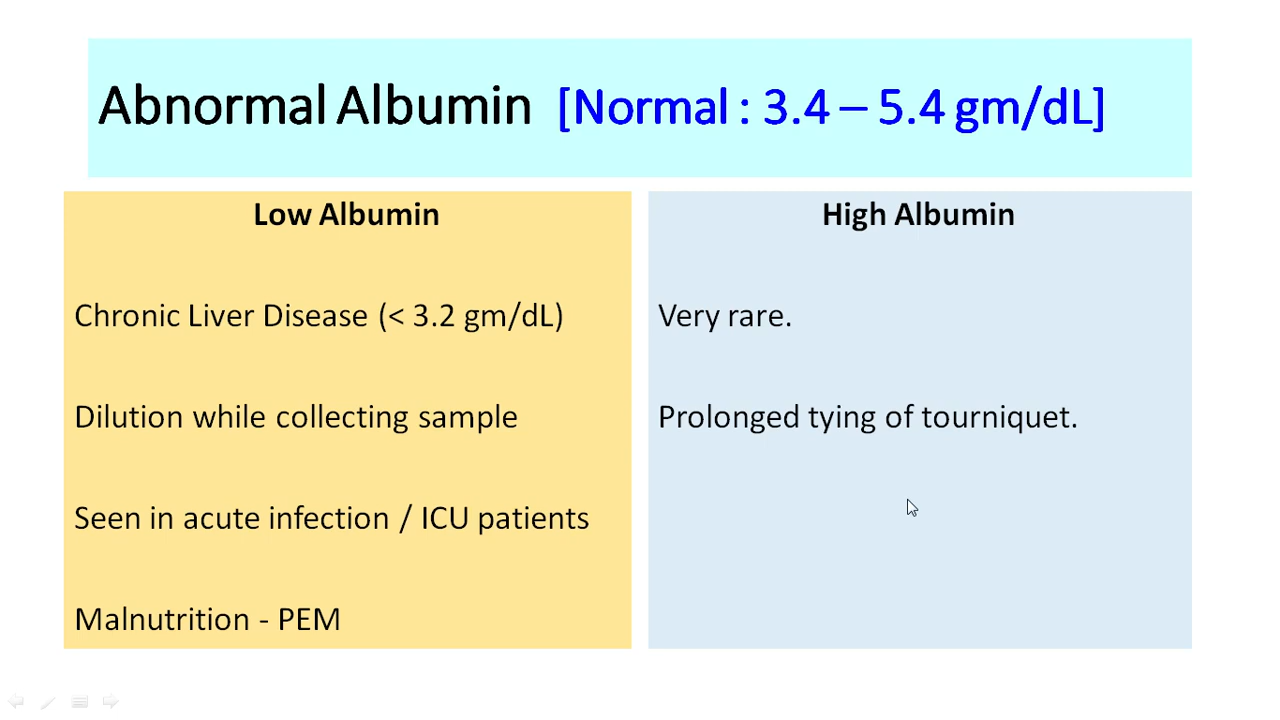 Abnormal Albumin [Normal : 3.4 – 5.4 gm/dL]
Low Albumin
Chronic Liver Disease (< 3.2 gm/dL)
Dilution while collecting sample
Seen in acute infection / ICU patients
Malnutrition - PEM
High Albumin
Very rare.
Prolonged tying of tourniquet.